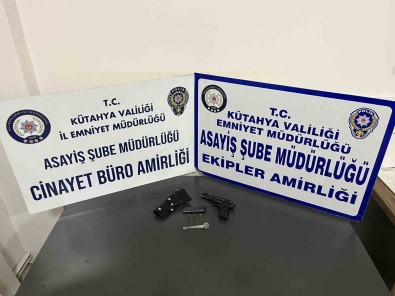 T.C.
KÜTAHYA VALİLİĞİ
İL EMNİYET MÜDÜRLÜĞÜ
ASAYİŞ ŞUBE MÜDÜRLÜĞÜ
CİNAYET BÜRO AMİRLİĞİ
T.C.
KÜTAHYA VALİLİĞİ
EMNİYET MÜDÜRLÜĞÜ
ASAYİŞ ŞUBE MÜDÜRLÜĞÜ
EKİPLER AMİRLİĞİ